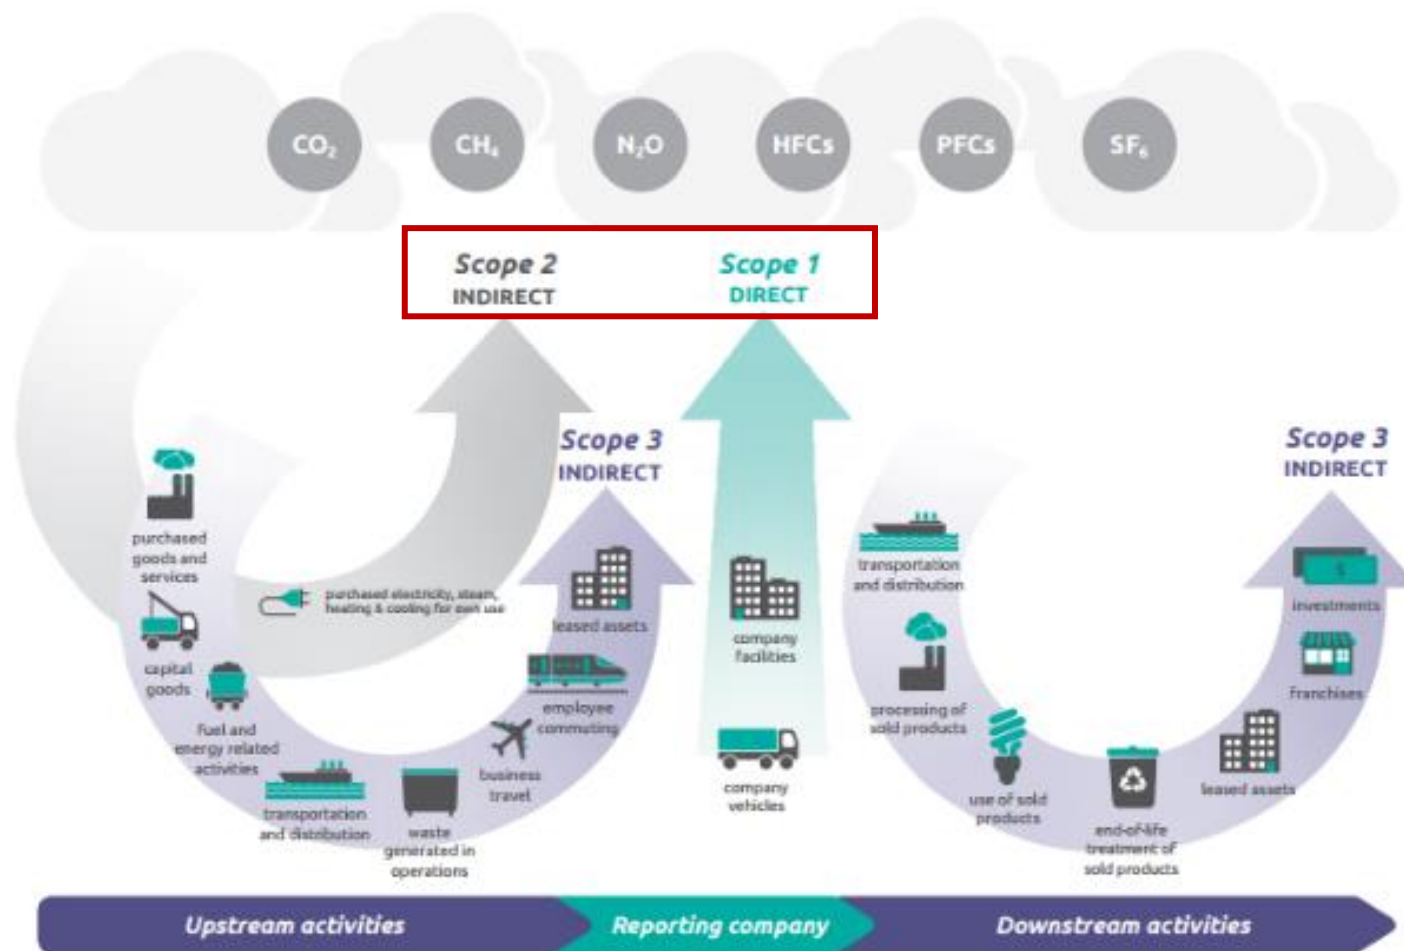 CO₂
CH₄
N₂O
HFCs
PFCs
SF₆
Scope 2
INDIRECT
Scope 1
DIRECT
Scope 3
INDIRECT
Scope 3
INDIRECT
purchased
goods and
services
purchased electricity, steam,
heating & cooling for own use
capital
goods
fuel and
energy related
activities
transportation
and distribution
waste
generated in
operations
business
travel
employee
commuting
leased assets
company
facilities
company
vehicles
transportation
and distribution
processing of
sold products
use of sold
products
end-of-life
treatment of
sold products
leased assets
franchises
investments
$
Upstream activities
Reporting company
Downstream activities